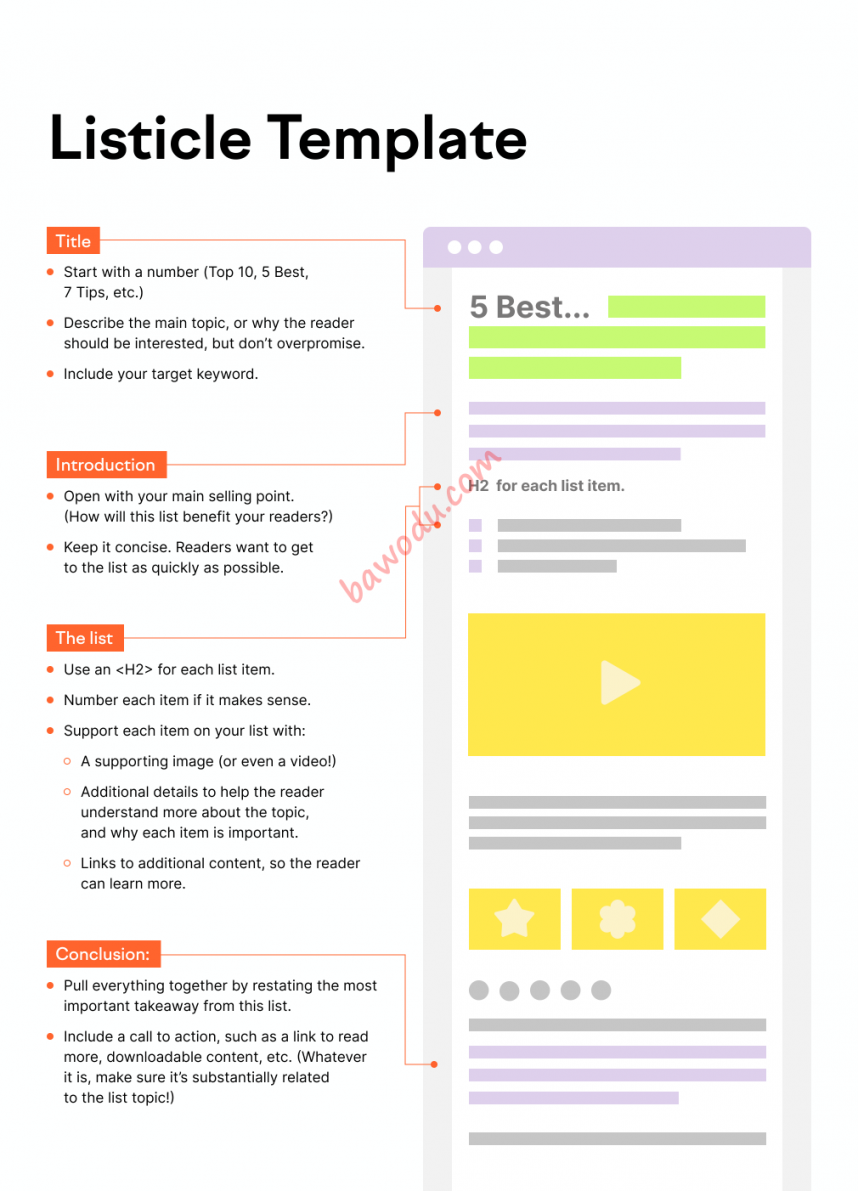 Listicle Template
Title
Start with a number (Top 10, 5 Best,
7 Tips, etc.)
Describe the main topic, or why the reader
should be interested, but don’t overpromise.
Include your target keyword.
Introduction
Open with your main selling point.
(How will this list benefit your readers?)
Keep it concise. Readers want to get
to the list as quickly as possible.
The list
Use an <H2> for each list item.
Number each item if it makes sense.
Support each item on your list with:
A supporting image (or even a video!)
Additional details to help the reader
understand more about the topic,
and why each item is important.
Links to additional content, so the reader
can learn more.
Conclusion:
Pull everything together by restating the most
important takeaway from this list.
Include a call to action, such as a link to read
more, downloadable content, etc. (Whatever
it is, make sure it’s substantially related
to the list topic!)
5 Best...
H2 for each list item.
bawodu.com